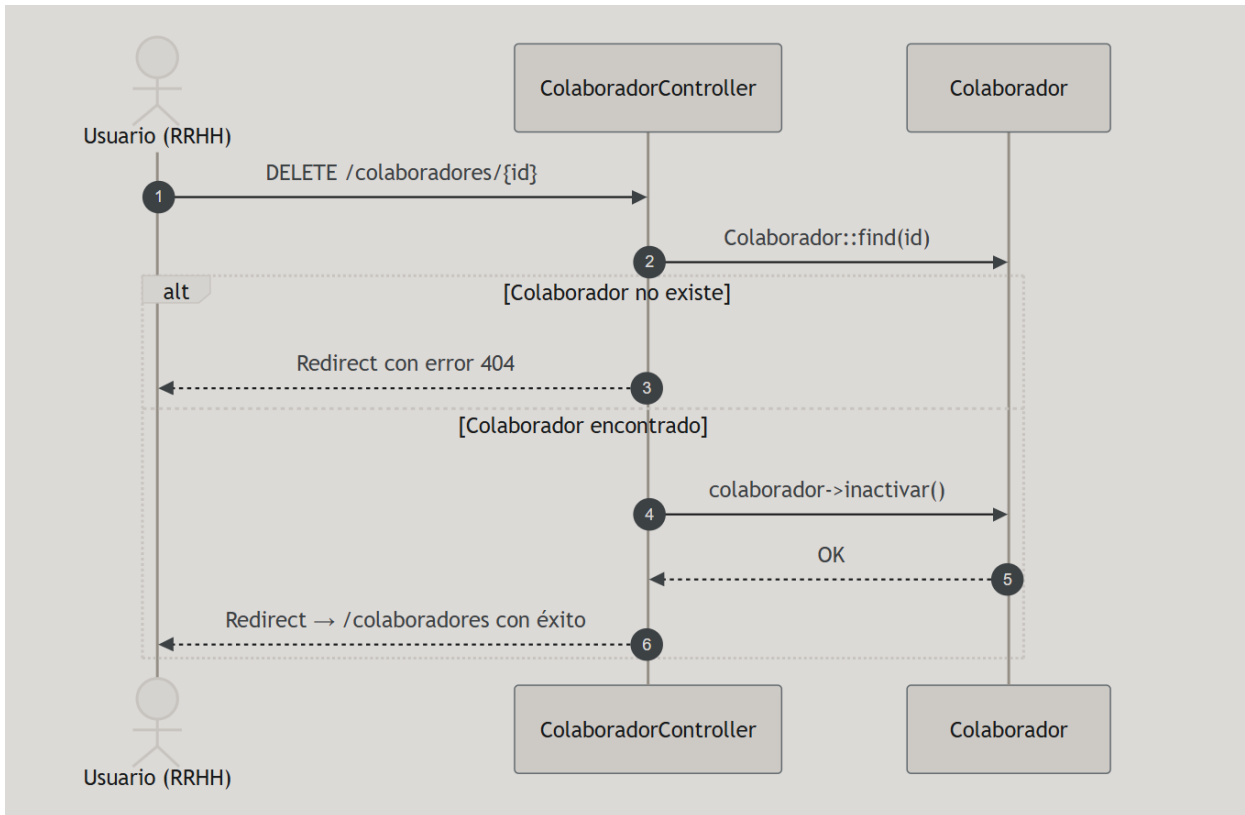 Usuario (RRHH)
ColaboradorController
Colaborador
DELETE /colaboradores/{id}
1
Colaborador::find(id)
2
alt
[Colaborador no existe]
Redirect con error 404
3
[Colaborador encontrado]
colaborador->inactivar()
4
OK
5
Redirect → /colaboradores con éxito
6
Usuario (RRHH)
ColaboradorController
Colaborador